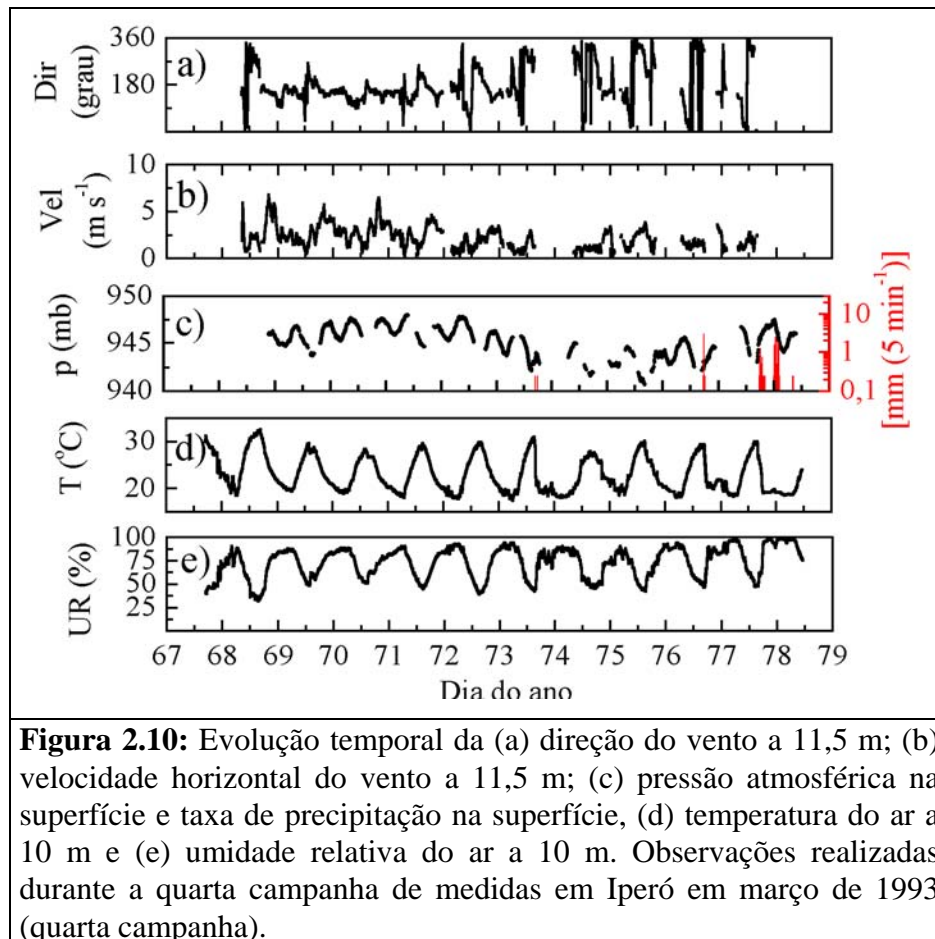 360
Dir
(grau)
180
a)
10
Vel
(m s⁻¹)
5
0
b)
950
p (mb)
945
940
c)
10
1
0,1
[mm (5 min⁻¹)]
T (°C)
30
20
d)
100
UR (%)
75
50
25
e)
67 68 69 70 71 72 73 74 75 76 77 78 79
Dia do ano
Figura 2.10: Evolução temporal da (a) direção do vento a 11,5 m; (b)
velocidade horizontal do vento a 11,5 m; (c) pressão atmosférica na
superfície e taxa de precipitação na superfície, (d) temperatura do ar a
10 m e (e) umidade relativa do ar a 10 m. Observações realizadas
durante a quarta campanha de medidas em Iperó em março de 1993
(quarta campanha).